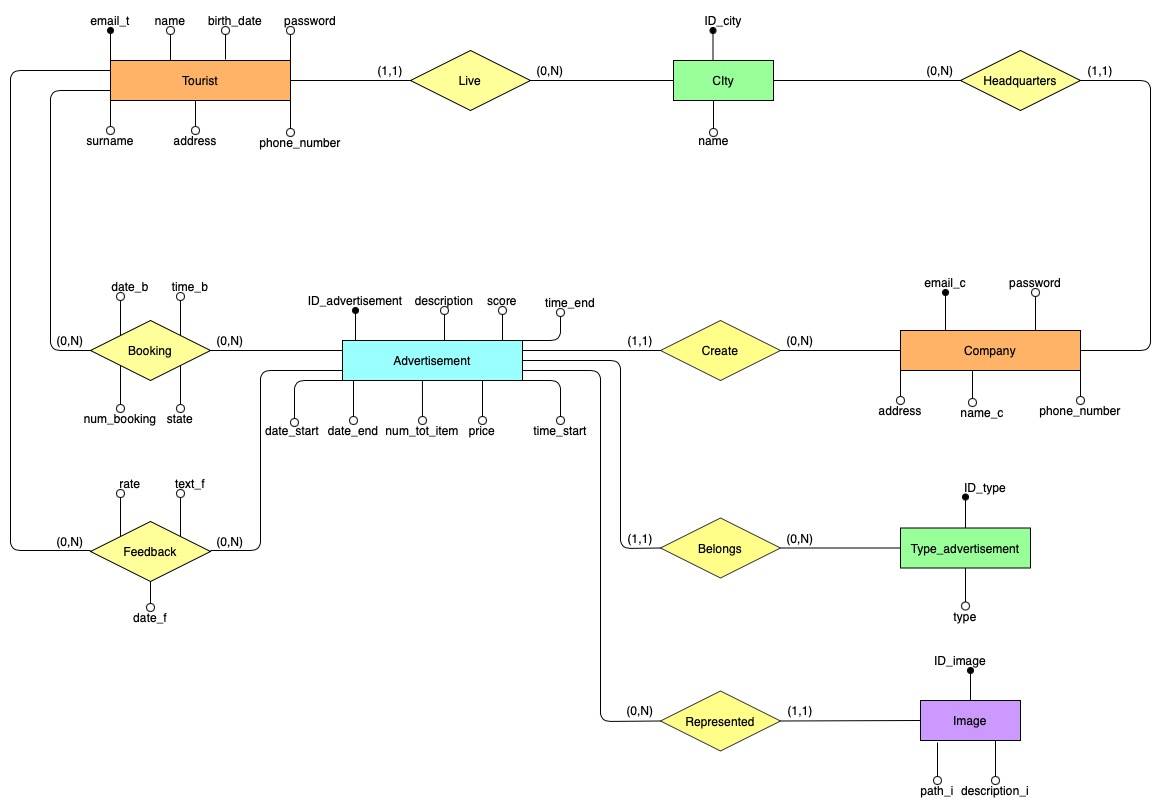 email_t name birth_date password ID_city
(1,1) (0,N) (0,N) (1,1)
Tourist Live CIty Headquarters
surname address phone_number name
email_c password
date_b time_b ID_advertisement description score time_end
(0,N) (0,N) (1,1) (0,N)
Booking Advertisement Create Company
num_booking state date_start date_end num_tot_item price time_start address name_c phone_number
rate text_f ID_type
(0,N) (0,N) (1,1) (0,N)
Feedback Belongs Type_advertisement
date_f type
ID_image
(0,N) (1,1)
Represented Image
path_i description_i